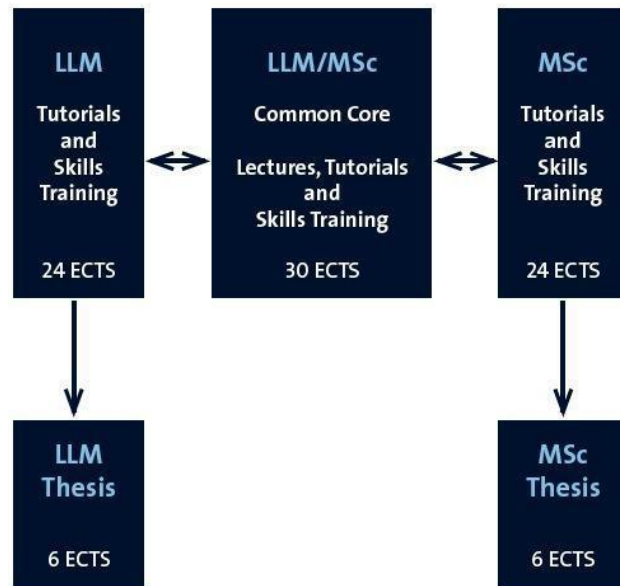 LLM
Tutorials
and
Skills
Training
24 ECTS
LLM/MSc
Common Core
Lectures, Tutorials
and
Skills Training
30 ECTS
MSc
Tutorials
and
Skills
Training
24 ECTS
LLM
Thesis
6 ECTS
MSc
Thesis
6 ECTS